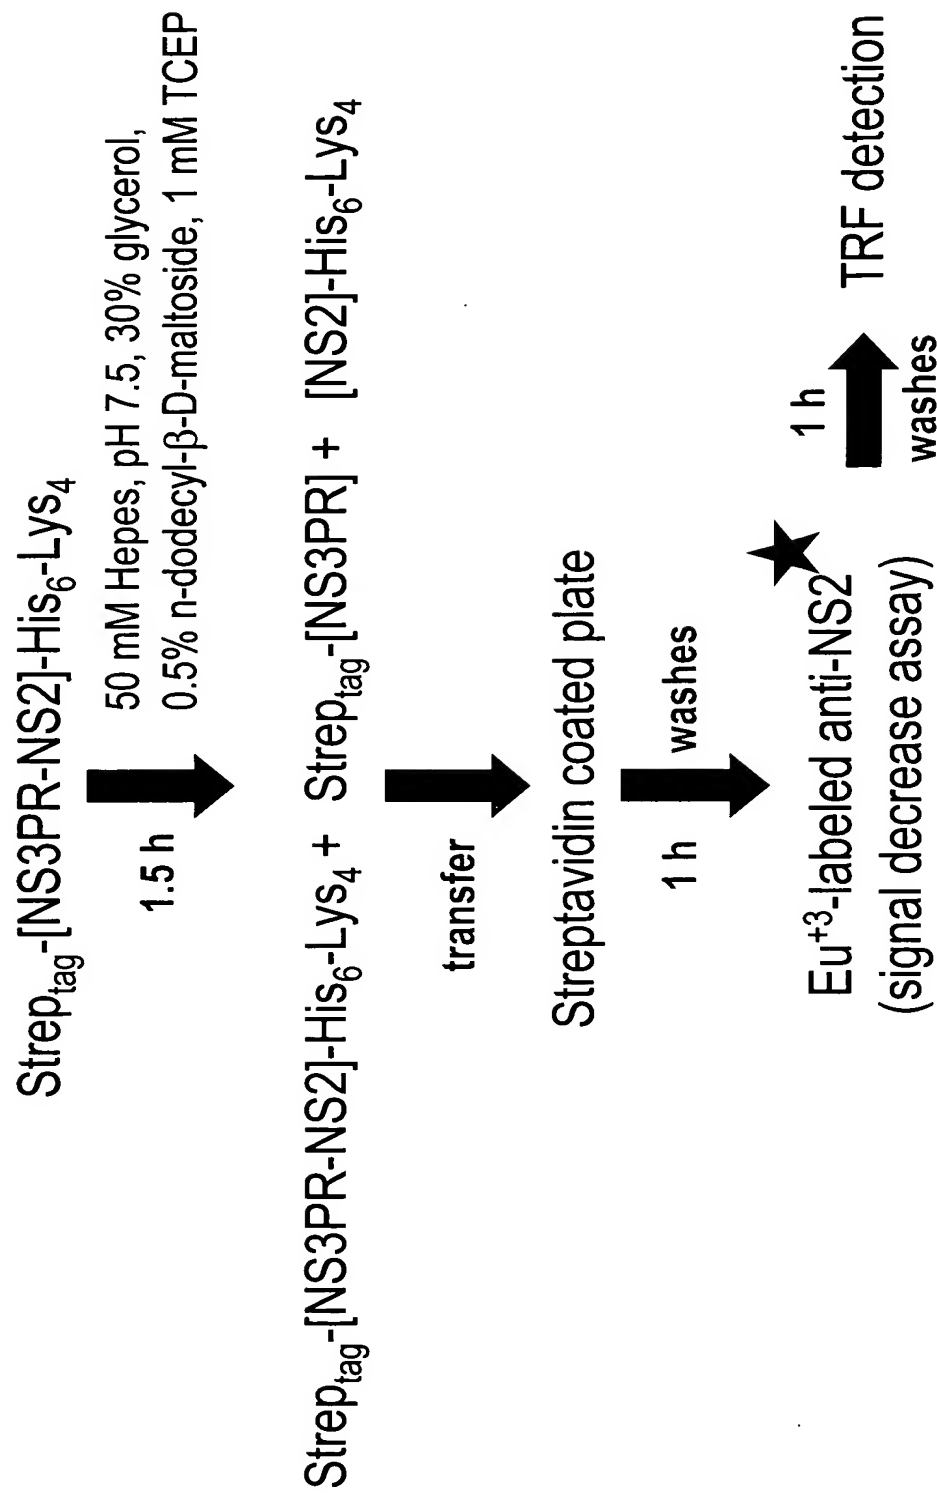 Strep_tag-[NS3PR-NS2]-His₆-Lys₄
1.5 h
50 mM Hepes, pH 7.5, 30% glycerol,
0.5% n-dodecyl-β-D-maltoside, 1 mM TCEP
Strep_tag-[NS3PR-NS2]-His₆-Lys₄ + Strep_tag-[NS3PR] + [NS2]-His₆-Lys₄
transfer
Streptavidin coated plate
1 h
washes
Eu⁺³-labeled anti-NS2
(signal decrease assay)
1 h
washes
TRF detection